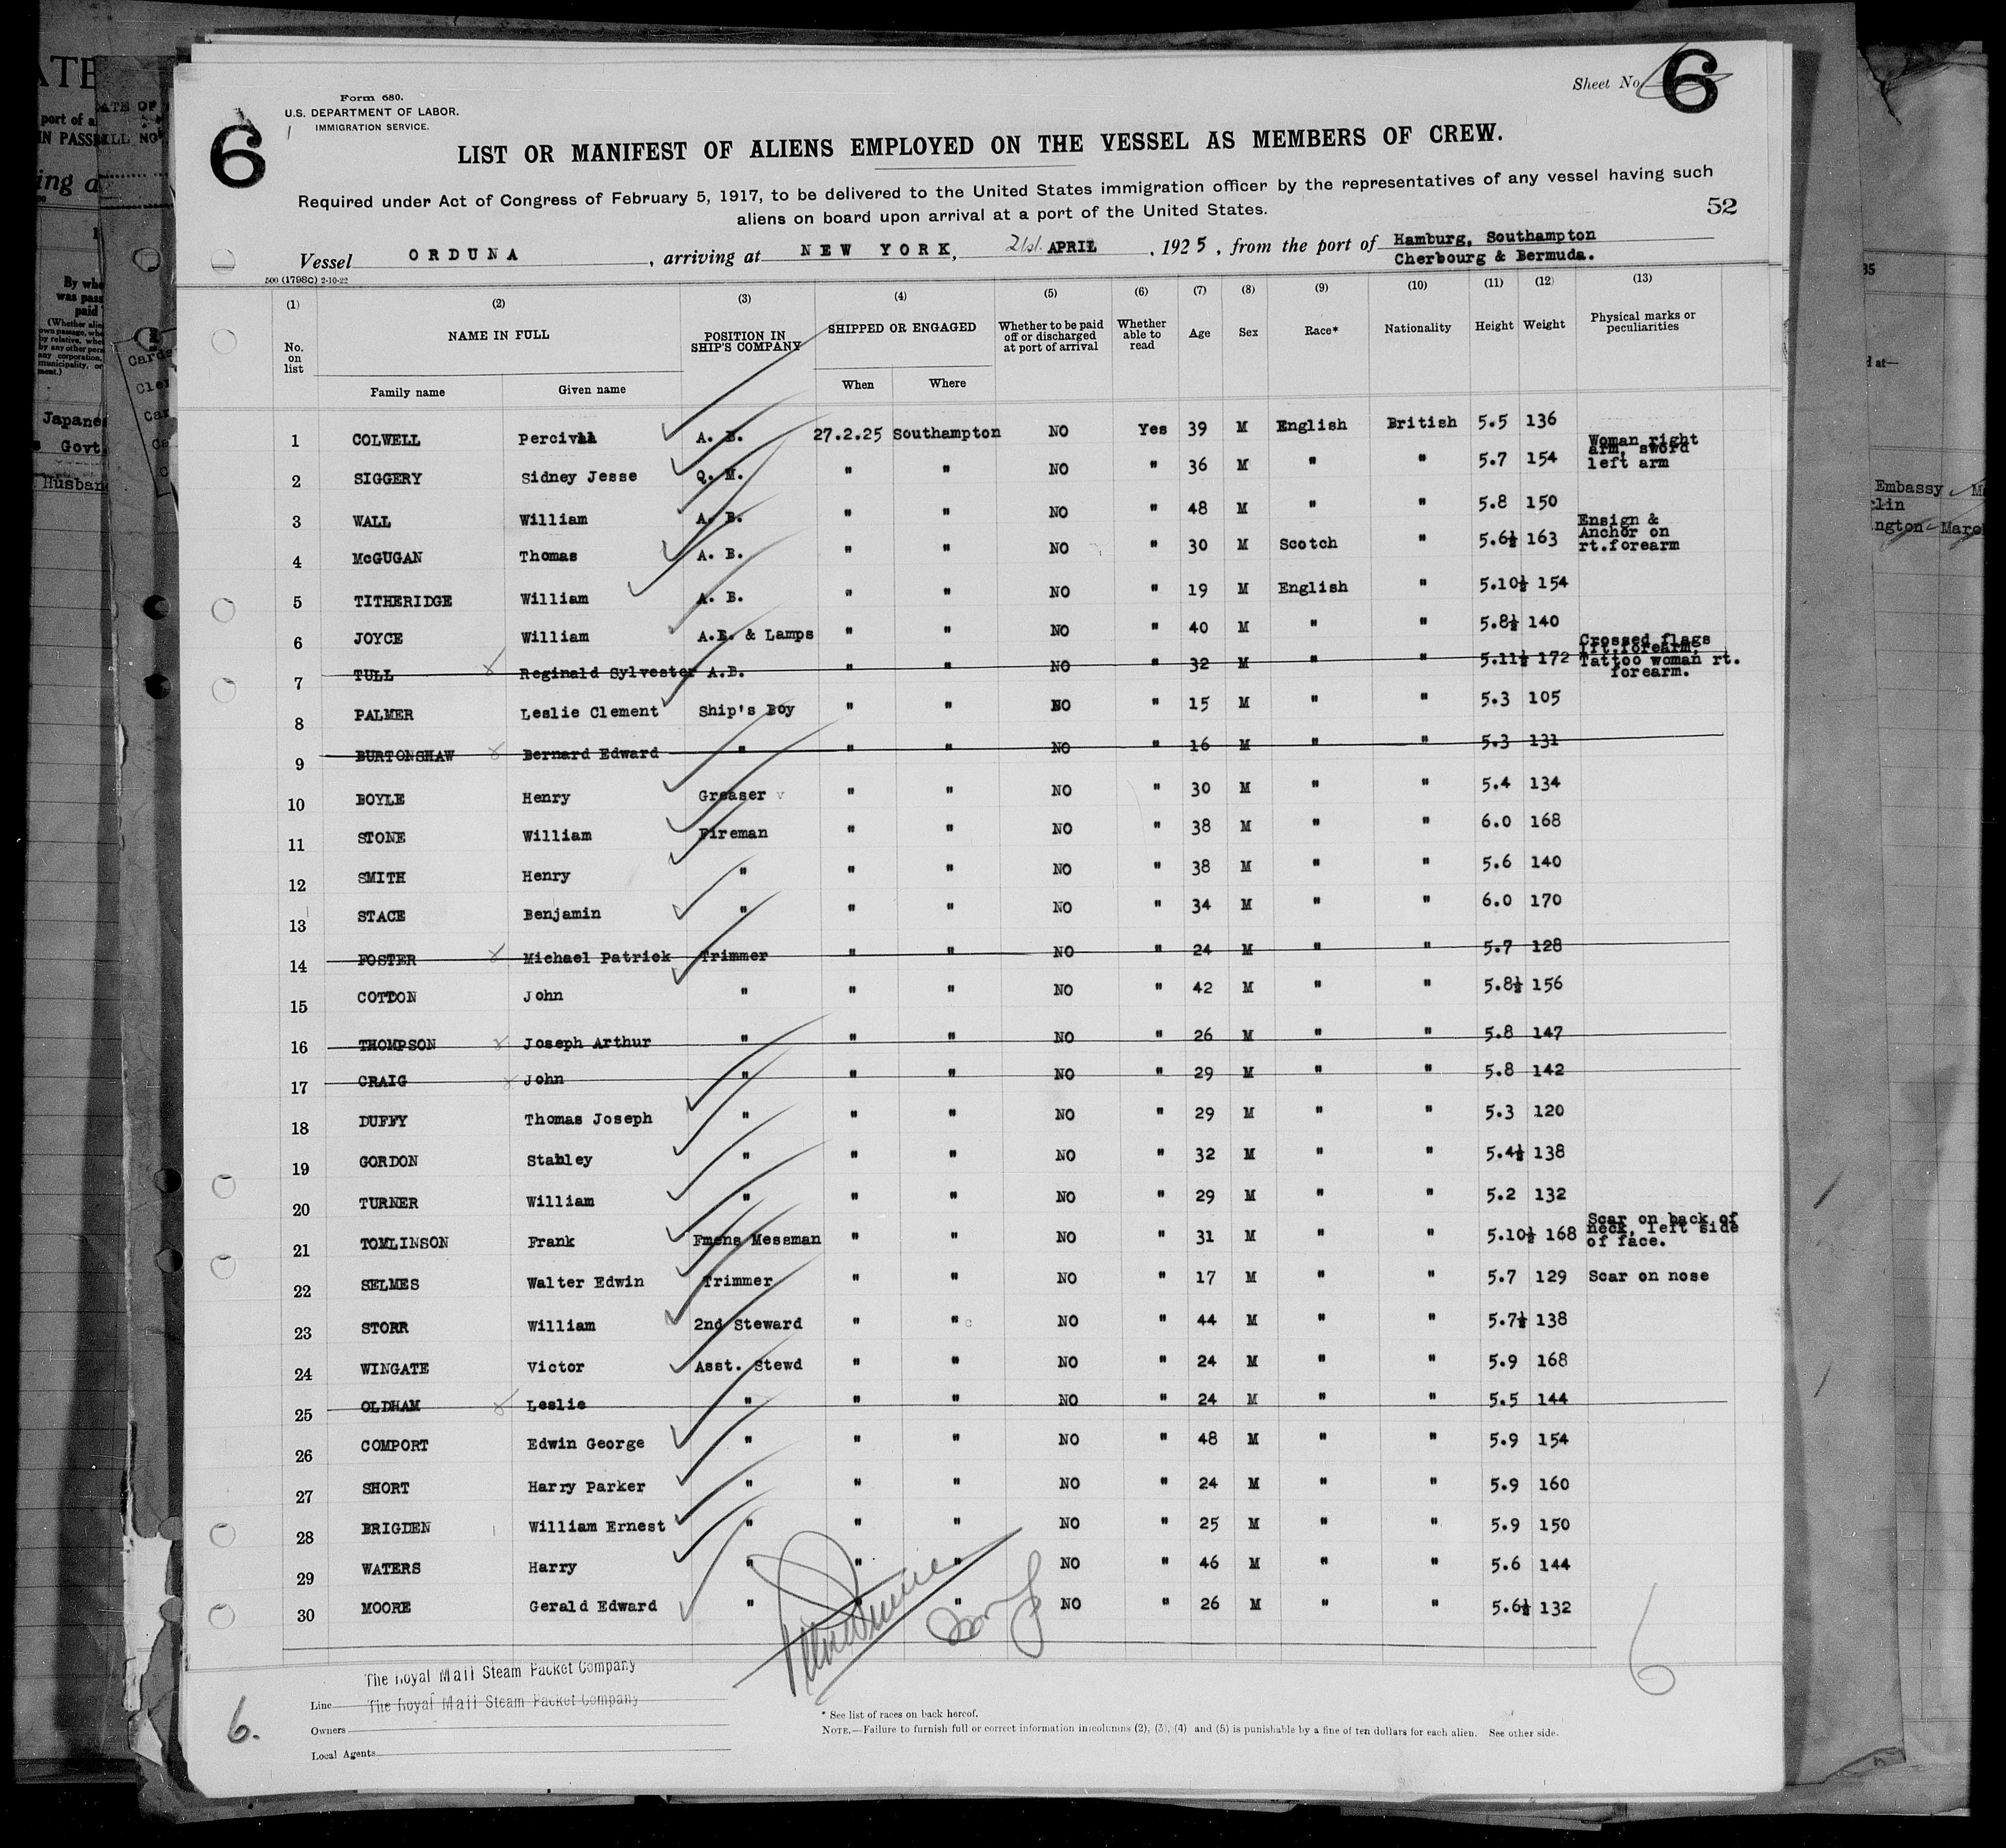 Form 680.
U.S. DEPARTMENT OF LABOR.
IMMIGRATION SERVICE.
Sheet No. 6
6
LIST OR MANIFEST OF ALIENS EMPLOYED ON THE VESSEL AS MEMBERS OF CREW.
Required under Act of Congress of February 5, 1917, to be delivered to the United States immigration officer by the representatives of any vessel having such
aliens on board upon arrival at a port of the United States.
52
Vessel ORDUNA, arriving at NEW YORK, 21st. APRIL, 1925, from the port of Hamburg, Southampton
Cherbourg & Bermuda.
500 (1798C) 2-10-22
(1) (2) (3) (4) (5) (6) (7) (8) (9) (10) (11) (12) (13)
No. on list NAME IN FULL POSITION IN SHIP'S COMPANY SHIPPED OR ENGAGED Whether to be paid off or discharged at port of arrival Whether able to read Age Sex Race* Nationality Height Weight Physical marks or peculiarities
Family name Given name When Where
1 COLWELL Percival A. B. 27.2.25 Southampton NO Yes 39 M English British 5.5 136
2 SIGGERY Sidney Jesse Q. M. " " NO " 36 M " " 5.7 154 Woman right arm, sword left arm
3 WALL William A. B. " " NO " 48 M " " 5.8 150
4 McGUGAN Thomas A. B. " " NO " 30 M Scotch " 5.6½ 163 Ensign & Anchor on rt.forearm
5 TITHERIDGE William A. B. " " NO " 19 M English " 5.10½ 154
6 JOYCE William A.B. & Lamps " " NO " 40 M " " 5.8½ 140
7 TULL Reginald Sylvester A.B. " " NO " 32 M " " 5.11½ 172 Crossed flags lft.forearm. Tattoo woman rt. forearm.
8 PALMER Leslie Clement Ship's Boy " " NO " 15 M " " 5.3 105
9 BURTONSHAW Bernard Edward " " " NO " 16 M " " 5.3 131
10 BOYLE Henry Greaser " " NO " 30 M " " 5.4 134
11 STONE William Fireman " " NO " 38 M " " 6.0 168
12 SMITH Henry " " " NO " 38 M " " 5.6 140
13 STACE Benjamin " " " NO " 34 M " " 6.0 170
14 FOSTER Michael Patrick Trimmer " " NO " 24 M " " 5.7 128
15 COTTON John " " " NO " 42 M " " 5.8½ 156
16 THOMPSON Joseph Arthur " " " NO " 26 M " " 5.8 147
17 CRAIG John " " " NO " 29 M " " 5.8 142
18 DUFFY Thomas Joseph " " " NO " 29 M " " 5.3 120
19 GORDON Stanley " " " NO " 32 M " " 5.4½ 138
20 TURNER William " " " NO " 29 M " " 5.2 132
21 TOMLINSON Frank Fmens Messman " " NO " 31 M " " 5.10½ 168 Scar on back of neck, left side of face.
22 SELMES Walter Edwin Trimmer " " NO " 17 M " " 5.7 129 Scar on nose
23 STORR William 2nd Steward " " NO " 44 M " " 5.7½ 138
24 WINGATE Victor Asst. Stewd " " NO " 24 M " " 5.9 168
25 OLDHAM Leslie " " " NO " 24 M " " 5.5 144
26 COMPORT Edwin George " " " NO " 48 M " " 5.9 154
27 SHORT Harry Parker " " " NO " 24 M " " 5.9 160
28 BRIGDEN William Ernest " " " NO " 25 M " " 5.9 150
29 WATERS Harry " " " NO " 46 M " " 5.6 144
30 MOORE Gerald Edward " " " NO " 26 M " " 5.6½ 132
The Royal Mail Steam Packet Company
Line The Royal Mail Steam Packet Company
Owners
Local Agents
6.
6
* See list of races on back hereof.
NOTE.—Failure to furnish full or correct information in columns (2), (3), (4) and (5) is punishable by a fine of ten dollars for each alien. See other side.